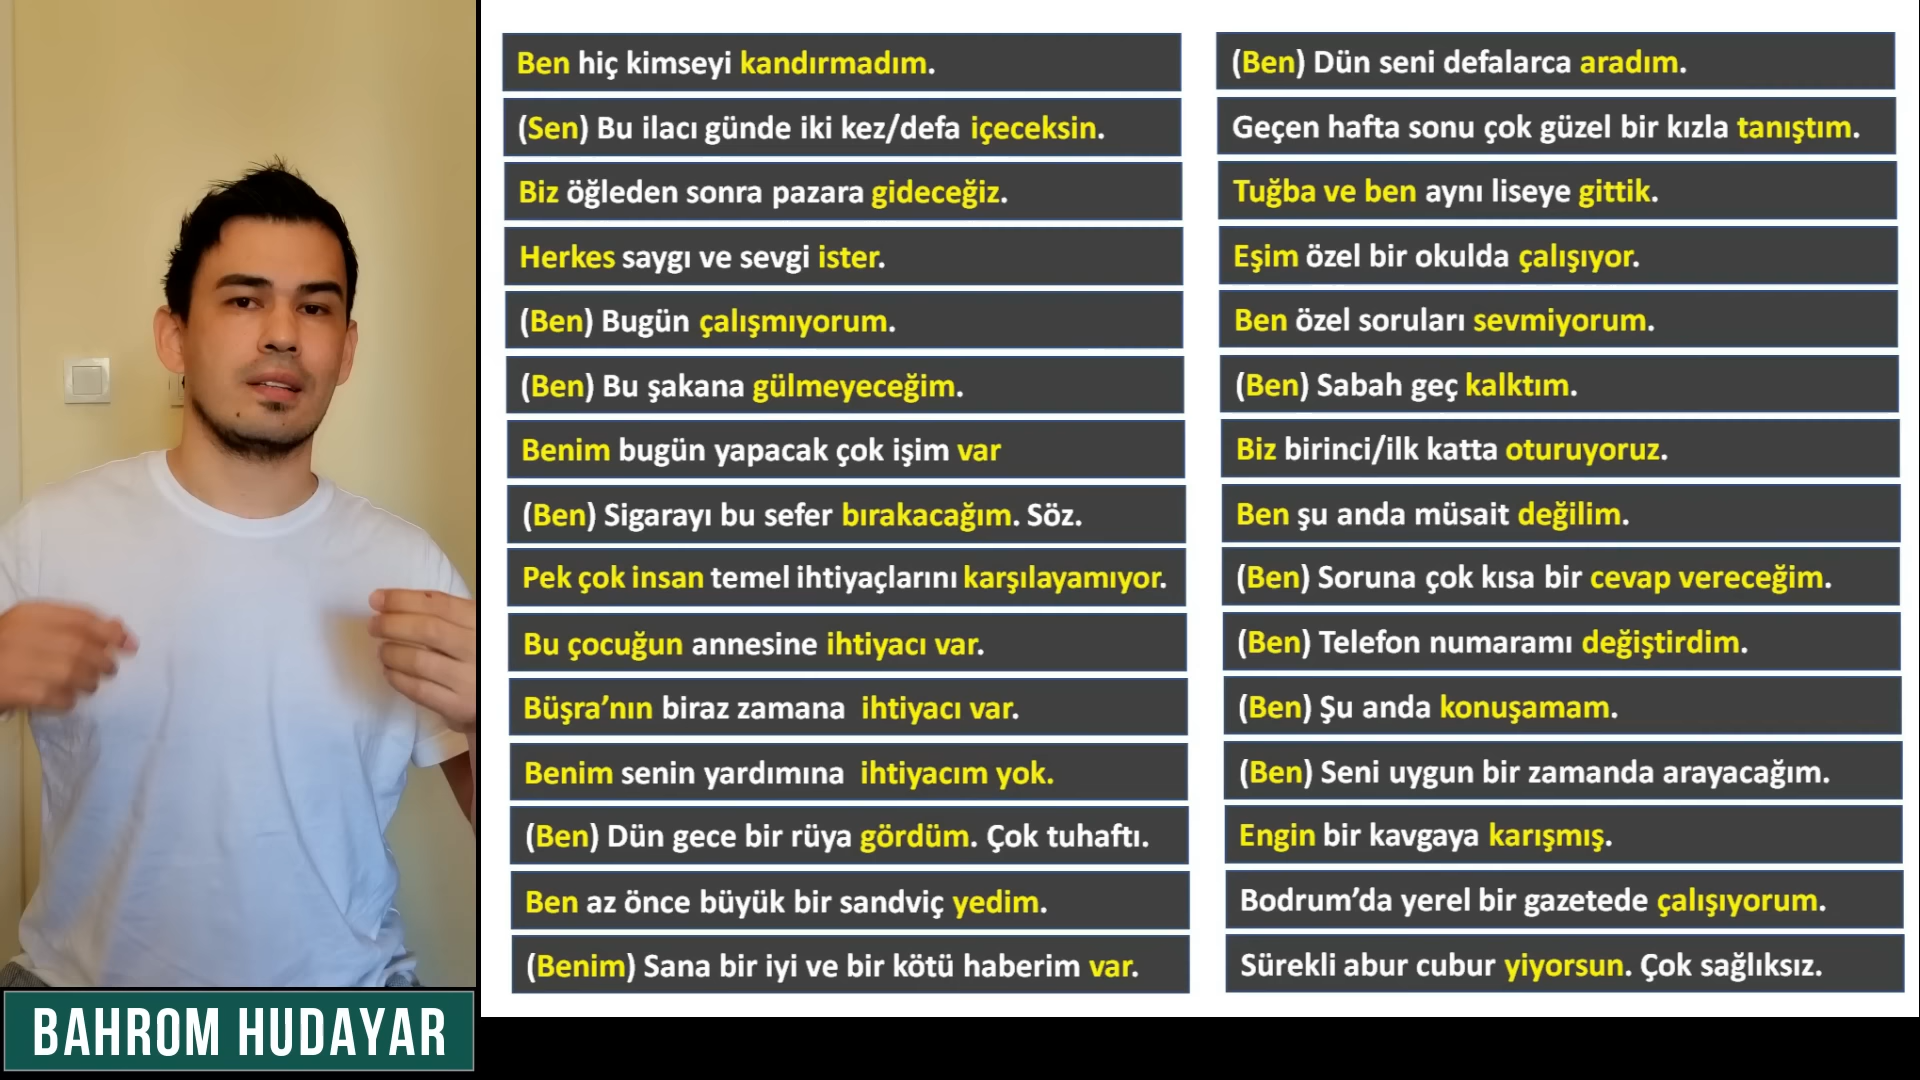 Ben hiç kimseyi kandırmadım.
(Sen) Bu ilacı günde iki kez/defa içeceksin.
Biz öğleden sonra pazara gideceğiz.
Herkes saygı ve sevgi ister.
(Ben) Bugün çalışmıyorum.
(Ben) Bu şakana gülmeyeceğim.
Benim bugün yapacak çok işim var
(Ben) Sigarayı bu sefer bırakacağım. Söz.
Pek çok insan temel ihtiyaçlarını karşılayamıyor.
Bu çocuğun annesine ihtiyacı var.
Büşra’nın biraz zamana ihtiyacı var.
Benim senin yardımına ihtiyacım yok.
(Ben) Dün gece bir rüya gördüm. Çok tuhaftı.
Ben az önce büyük bir sandviç yedim.
(Benim) Sana bir iyi ve bir kötü haberim var.
(Ben) Dün seni defalarca aradım.
Geçen hafta sonu çok güzel bir kızla tanıştım.
Tuğba ve ben aynı liseye gittik.
Eşim özel bir okulda çalışıyor.
Ben özel soruları sevmiyorum.
(Ben) Sabah geç kalktım.
Biz birinci/ilk katta oturuyoruz.
Ben şu anda müsait değilim.
(Ben) Soruna çok kısa bir cevap vereceğim.
(Ben) Telefon numaramı değiştirdim.
(Ben) Şu anda konuşamam.
(Ben) Seni uygun bir zamanda arayacağım.
Engin bir kavgaya karışmış.
Bodrum’da yerel bir gazetede çalışıyorum.
Sürekli abur cubur yiyorsun. Çok sağlıksız.
BAHROM HUDAYAR